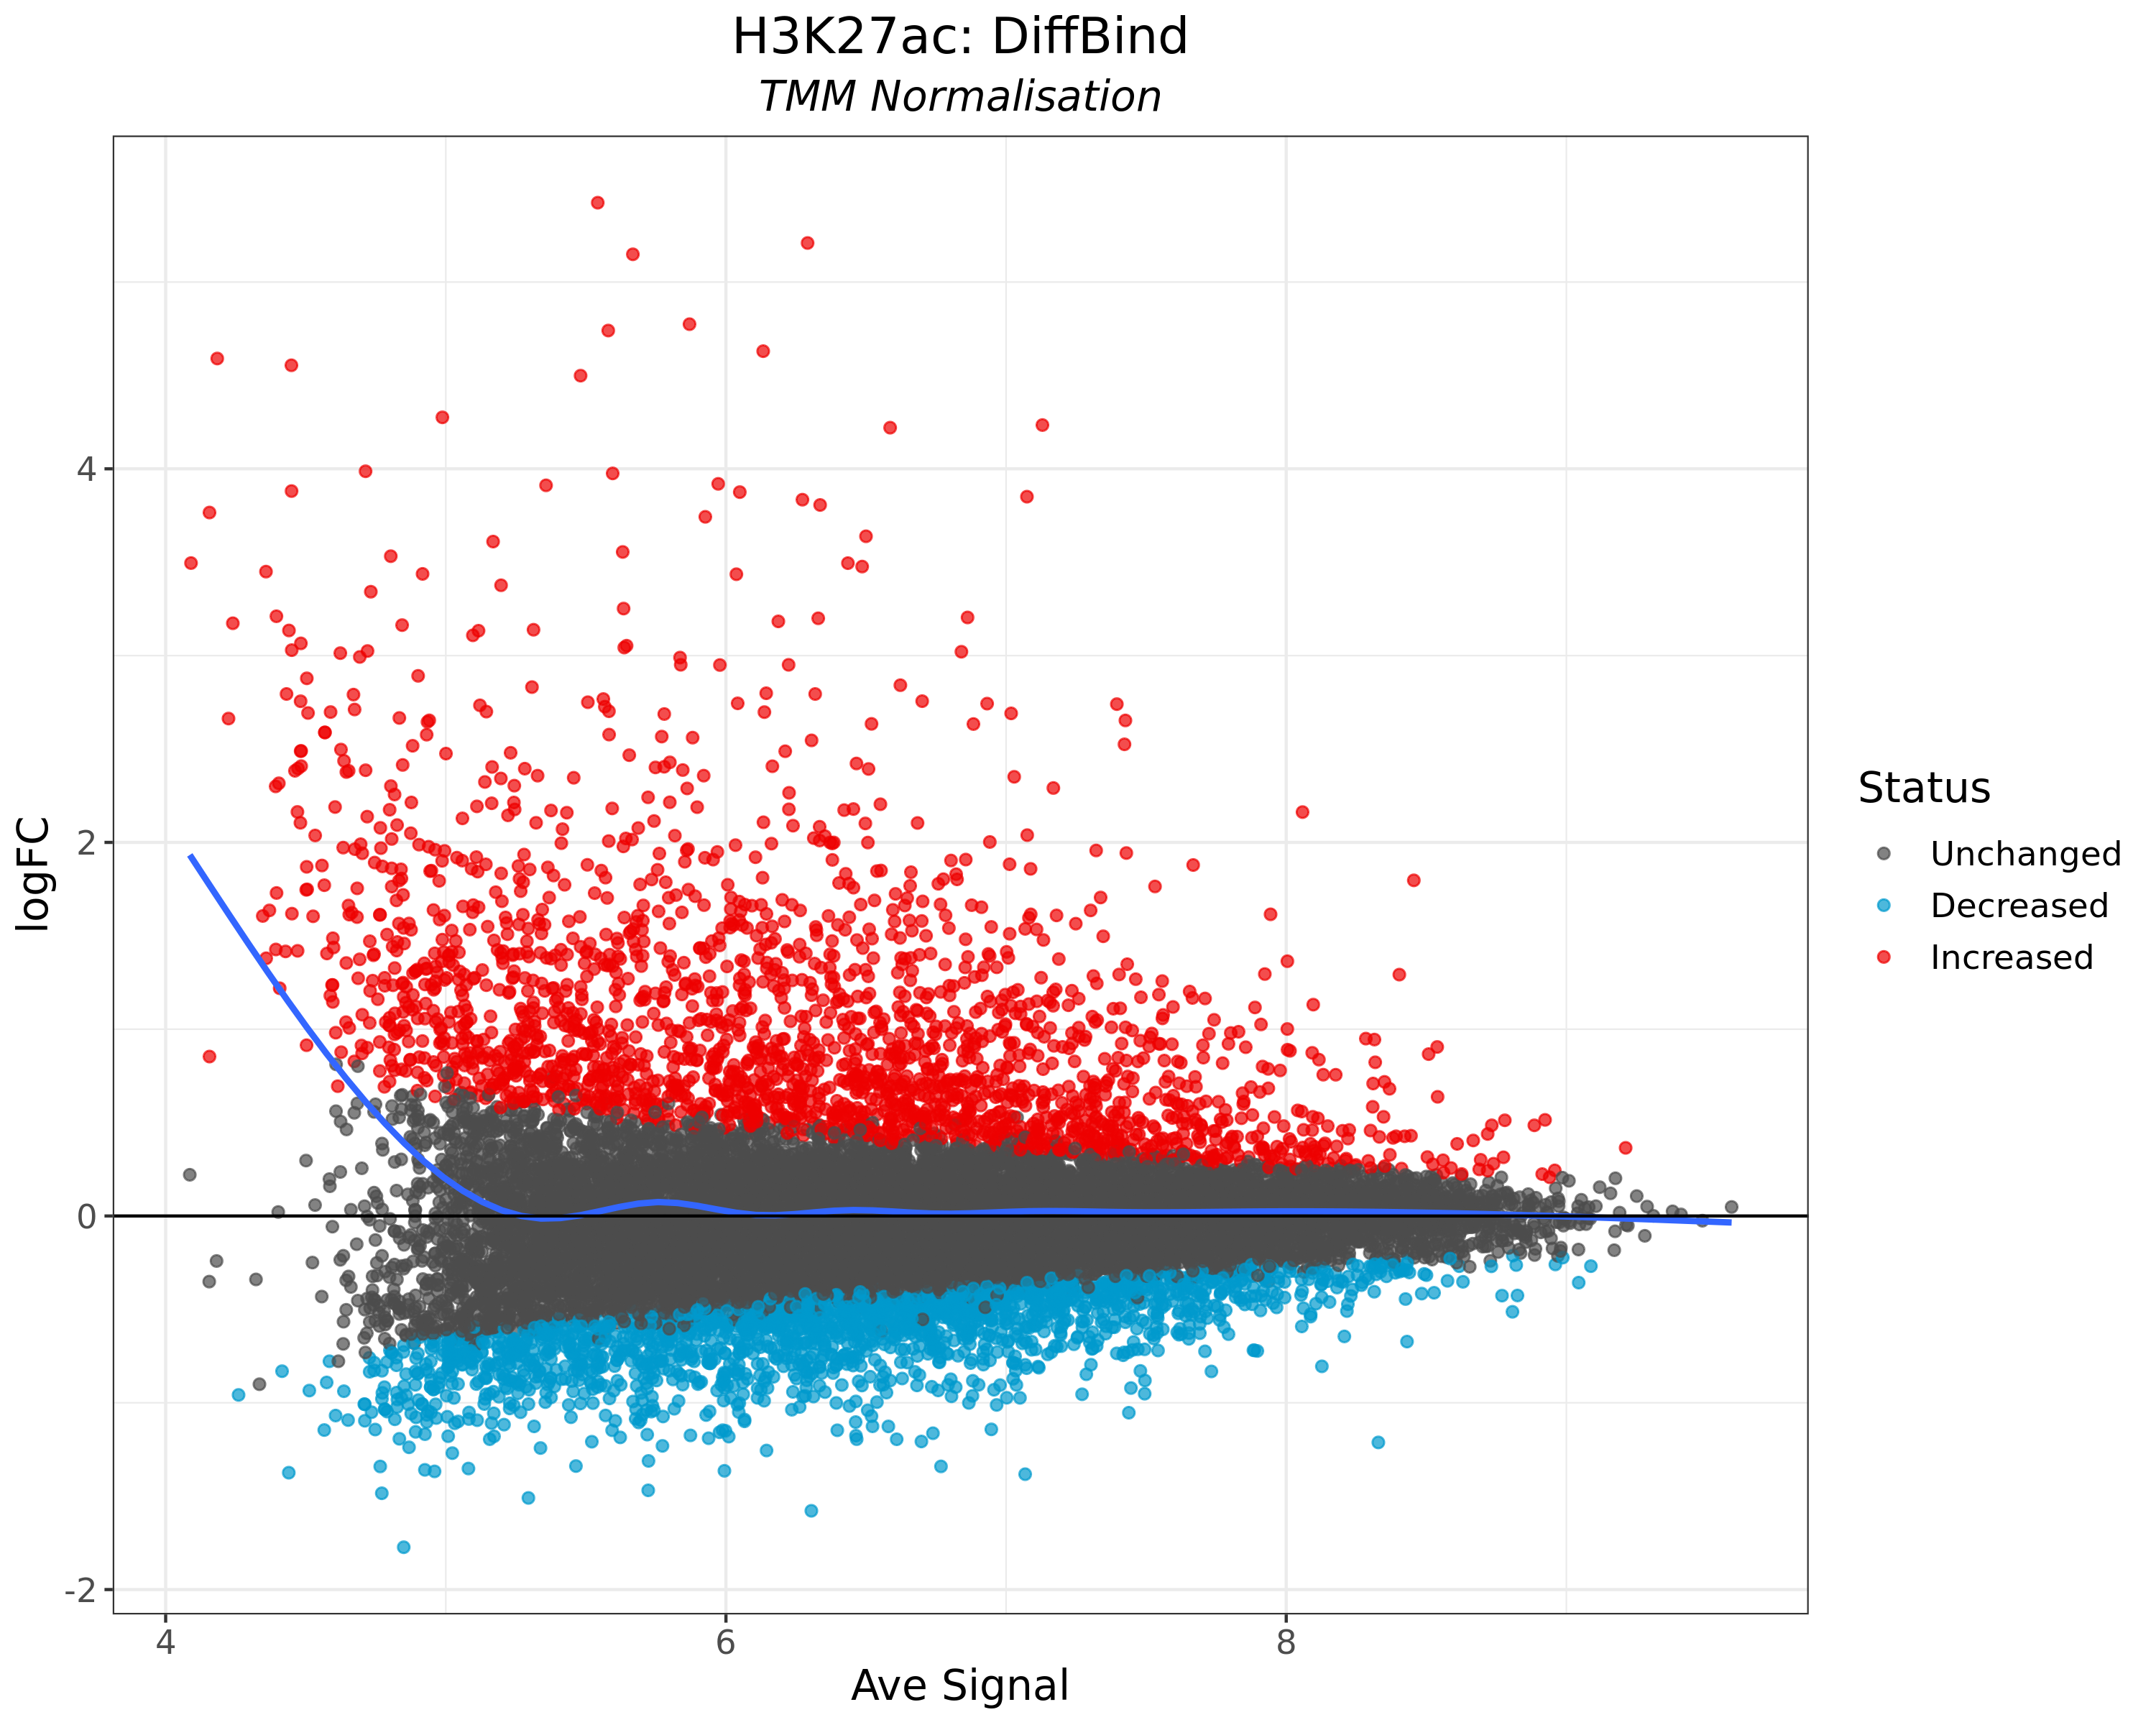 H3K27ac: DiffBind
TMM Normalisation
logFC
4
2
0
-2
4 6 8
Ave Signal
Status
Unchanged
Decreased
Increased